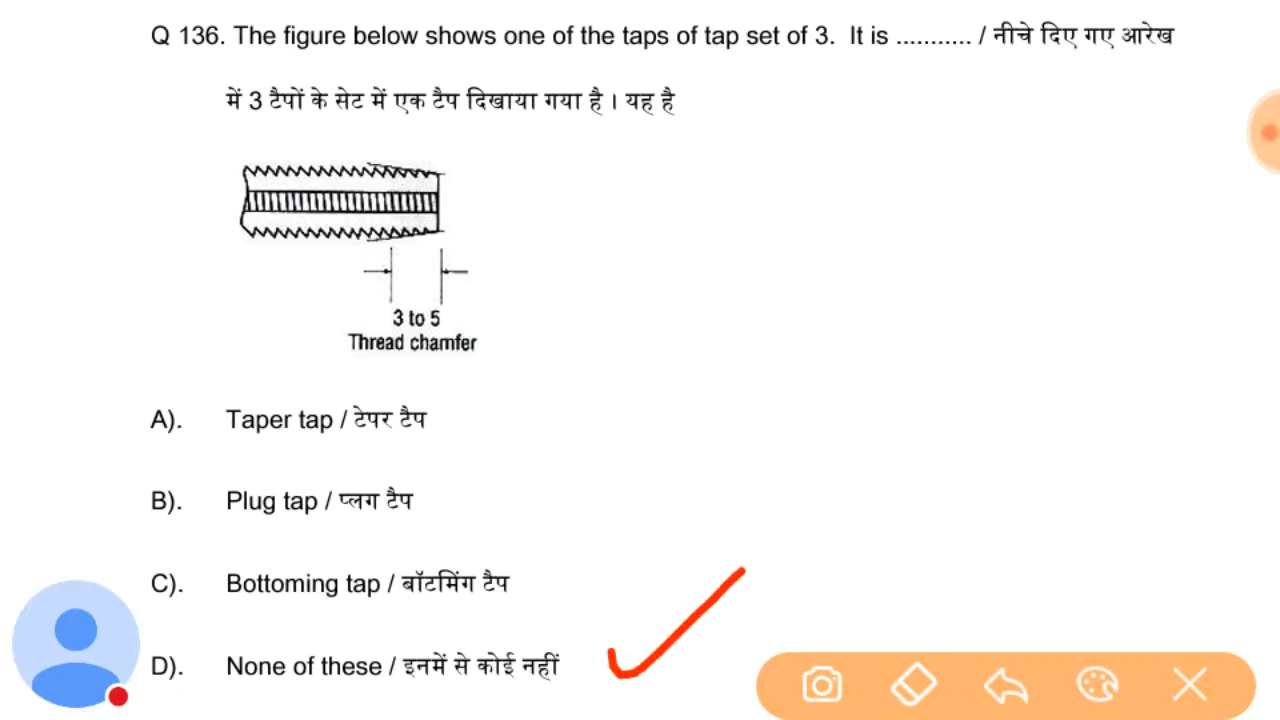 Q 136. The figure below shows one of the taps of tap set of 3. It is ........... / नीचे दिए गए आरेख
में 3 टैपों के सेट में एक टैप दिखाया गया है । यह है
3 to 5
Thread chamfer
A). Taper tap / टेपर टैप
B). Plug tap / प्लग टैप
C). Bottoming tap / बॉटमिंग टैप
D). None of these / इनमें से कोई नहीं